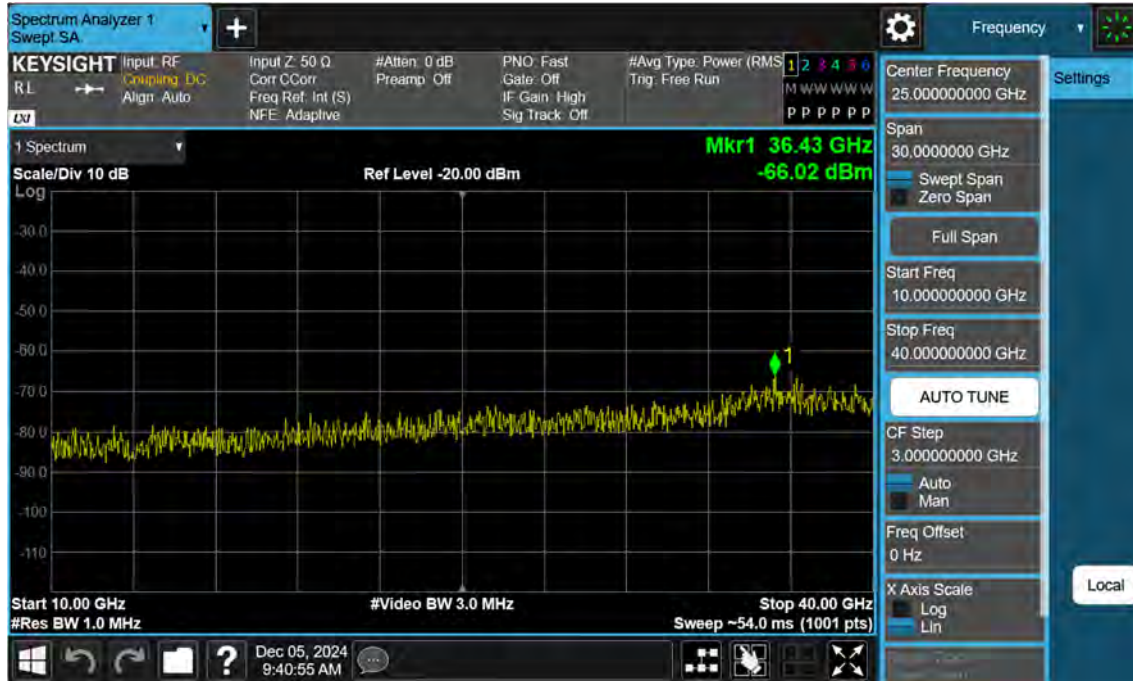 Spectrum Analyzer 1
Swept SA
Frequency
KEYSIGHT
RL
LXI
Input: RF
Coupling: DC
Align: Auto
Input Z: 50 Ω
Corr CCorr
Freq Ref: Int (S)
NFE: Adaptive
#Atten: 0 dB
Preamp: Off
PNO: Fast
Gate: Off
IF Gain: High
Sig Track: Off
#Avg Type: Power (RMS
Trig: Free Run
1 2 3 4 5 6
M W W W W W
P P P P P P
1 Spectrum
Scale/Div 10 dB
Ref Level -20.00 dBm
Mkr1 36.43 GHz
-66.02 dBm
Log
-30.0
-40.0
-50.0
-60.0
-70.0
-80.0
-90.0
-100
-110
1
Start 10.00 GHz
#Video BW 3.0 MHz
Stop 40.00 GHz
#Res BW 1.0 MHz
Sweep ~54.0 ms (1001 pts)
?
Dec 05, 2024
9:40:55 AM
Center Frequency
25.000000000 GHz
Span
30.0000000 GHz
Swept Span
Zero Span
Full Span
Start Freq
10.000000000 GHz
Stop Freq
40.000000000 GHz
AUTO TUNE
CF Step
3.000000000 GHz
Auto
Man
Freq Offset
0 Hz
X Axis Scale
Log
Lin
Settings
Local